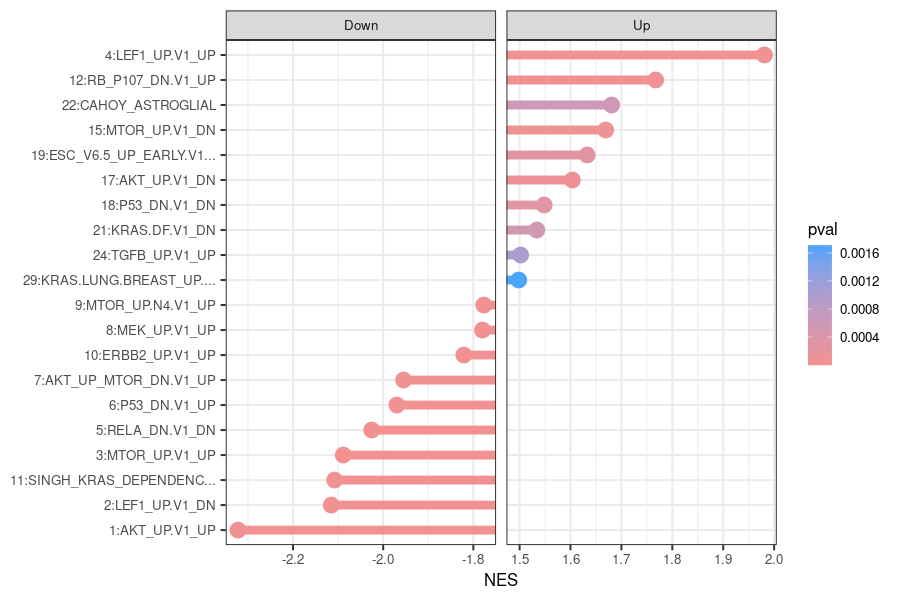 Down
Up
4:LEF1_UP.V1_UP
12:RB_P107_DN.V1_UP
22:CAHOY_ASTROGLIAL
15:MTOR_UP.V1_DN
19:ESC_V6.5_UP_EARLY.V1...
17:AKT_UP.V1_DN
18:P53_DN.V1_DN
21:KRAS.DF.V1_DN
24:TGFB_UP.V1_UP
29:KRAS.LUNG.BREAST_UP....
9:MTOR_UP.N4.V1_UP
8:MEK_UP.V1_UP
10:ERBB2_UP.V1_UP
7:AKT_UP_MTOR_DN.V1_UP
6:P53_DN.V1_UP
5:RELA_DN.V1_DN
3:MTOR_UP.V1_UP
11:SINGH_KRAS_DEPENDENC...
2:LEF1_UP.V1_DN
1:AKT_UP.V1_UP
-2.2 -2.0 -1.8
1.5 1.6 1.7 1.8 1.9 2.0
NES
pval
0.0016
0.0012
0.0008
0.0004